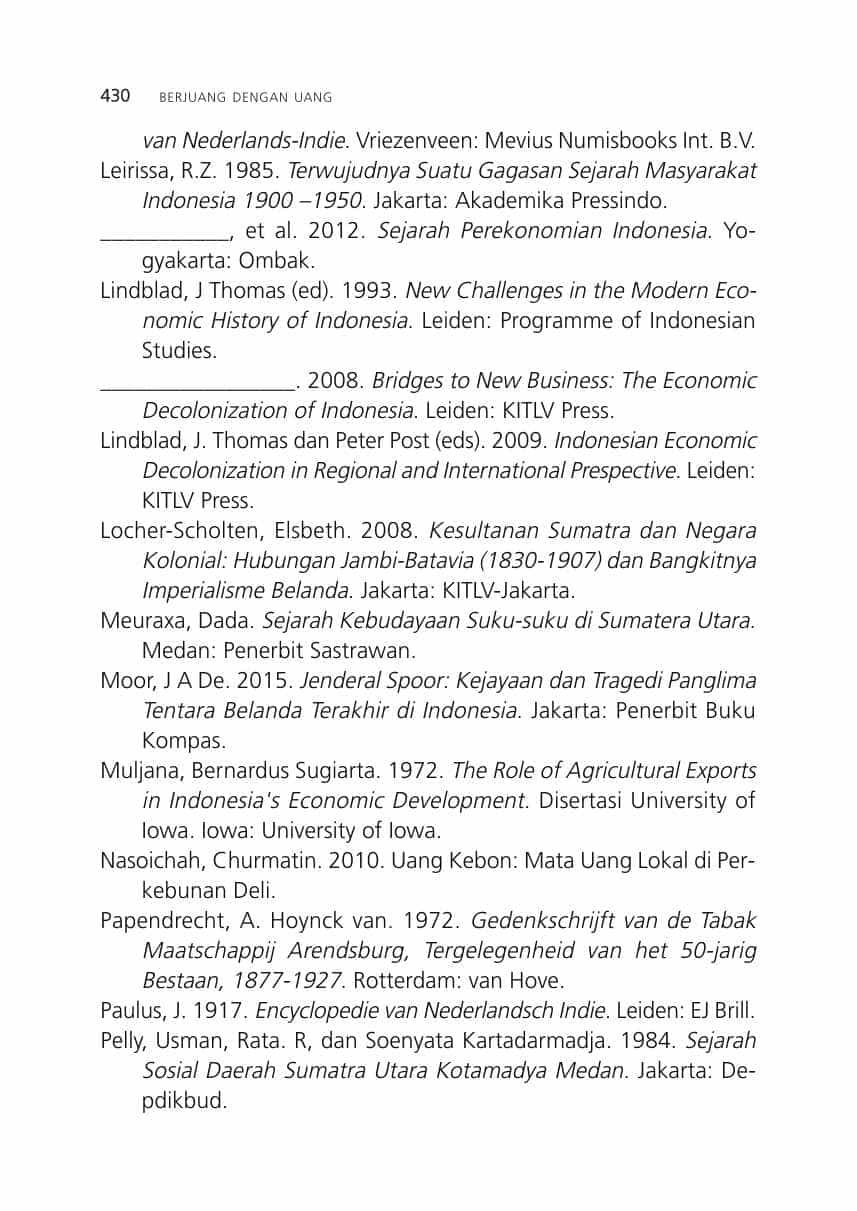 430 BERJUANG DENGAN UANG
van Nederlands-Indie. Vriezenveen: Mevius Numisbooks Int. B.V.
Leirissa, R.Z. 1985. Terwujudnya Suatu Gagasan Sejarah Masyarakat
Indonesia 1900 –1950. Jakarta: Akademika Pressindo.
____________, et al. 2012. Sejarah Perekonomian Indonesia. Yo-
gyakarta: Ombak.
Lindblad, J Thomas (ed). 1993. New Challenges in the Modern Eco-
nomic History of Indonesia. Leiden: Programme of Indonesian
Studies.
__________________. 2008. Bridges to New Business: The Economic
Decolonization of Indonesia. Leiden: KITLV Press.
Lindblad, J. Thomas dan Peter Post (eds). 2009. Indonesian Economic
Decolonization in Regional and International Prespective. Leiden:
KITLV Press.
Locher-Scholten, Elsbeth. 2008. Kesultanan Sumatra dan Negara
Kolonial: Hubungan Jambi-Batavia (1830-1907) dan Bangkitnya
Imperialisme Belanda. Jakarta: KITLV-Jakarta.
Meuraxa, Dada. Sejarah Kebudayaan Suku-suku di Sumatera Utara.
Medan: Penerbit Sastrawan.
Moor, J A De. 2015. Jenderal Spoor: Kejayaan dan Tragedi Panglima
Tentara Belanda Terakhir di Indonesia. Jakarta: Penerbit Buku
Kompas.
Muljana, Bernardus Sugiarta. 1972. The Role of Agricultural Exports
in Indonesia's Economic Development. Disertasi University of
Iowa. Iowa: University of Iowa.
Nasoichah, Churmatin. 2010. Uang Kebon: Mata Uang Lokal di Per-
kebunan Deli.
Papendrecht, A. Hoynck van. 1972. Gedenkschrijft van de Tabak
Maatschappij Arendsburg, Tergelegenheid van het 50-jarig
Bestaan, 1877-1927. Rotterdam: van Hove.
Paulus, J. 1917. Encyclopedie van Nederlandsch Indie. Leiden: EJ Brill.
Pelly, Usman, Rata. R, dan Soenyata Kartadarmadja. 1984. Sejarah
Sosial Daerah Sumatra Utara Kotamadya Medan. Jakarta: De-
pdikbud.